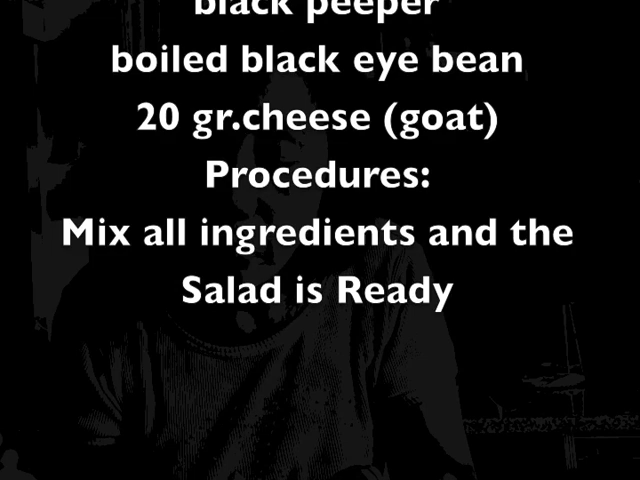 black peeper
boiled black eye bean
20 gr.cheese (goat)
Procedures:
Mix all ingredients and the
Salad is Ready